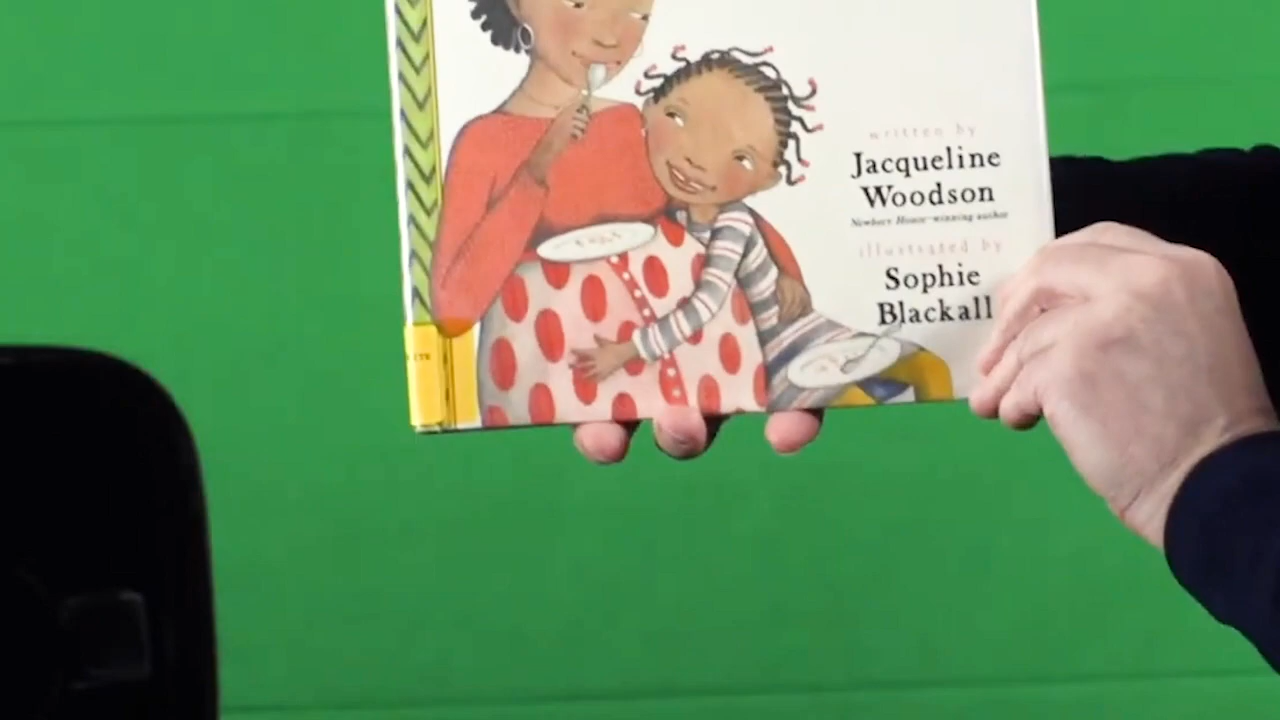 written by
Jacqueline
Woodson
Newbery Honor-winning author
illustrated by
Sophie
Blackall